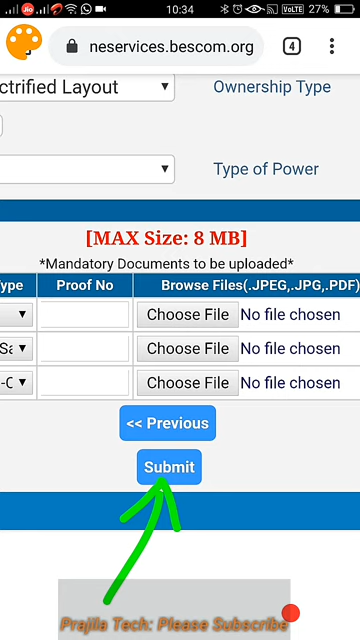 10:34
VoLTE
27%
neservices.bescom.org
4
ctrified Layout
Ownership Type
Type of Power
[MAX Size: 8 MB]
*Mandatory Documents to be uploaded*
ype Proof No Browse Files(.JPEG,.JPG,.PDF)
Choose File No file chosen
Sa Choose File No file chosen
-C Choose File No file chosen
<< Previous
Submit
Prajila Tech: Please Subscribe